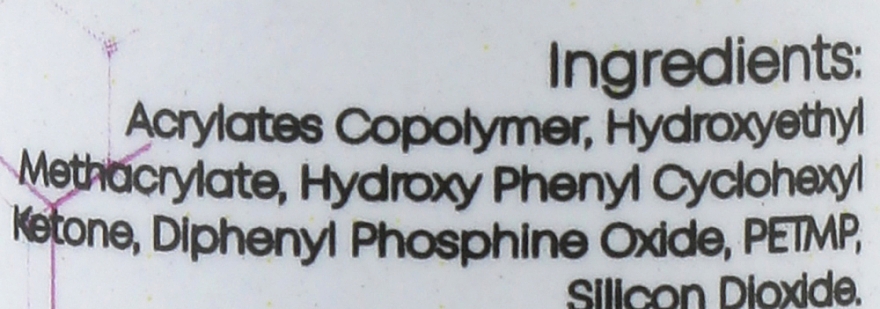 Ingredients:
Acrylates Copolymer, Hydroxyethyl
Methacrylate, Hydroxy Phenyl Cyclohexyl
Ketone, Diphenyl Phosphine Oxide, PETMP,
Silicon Dioxide.